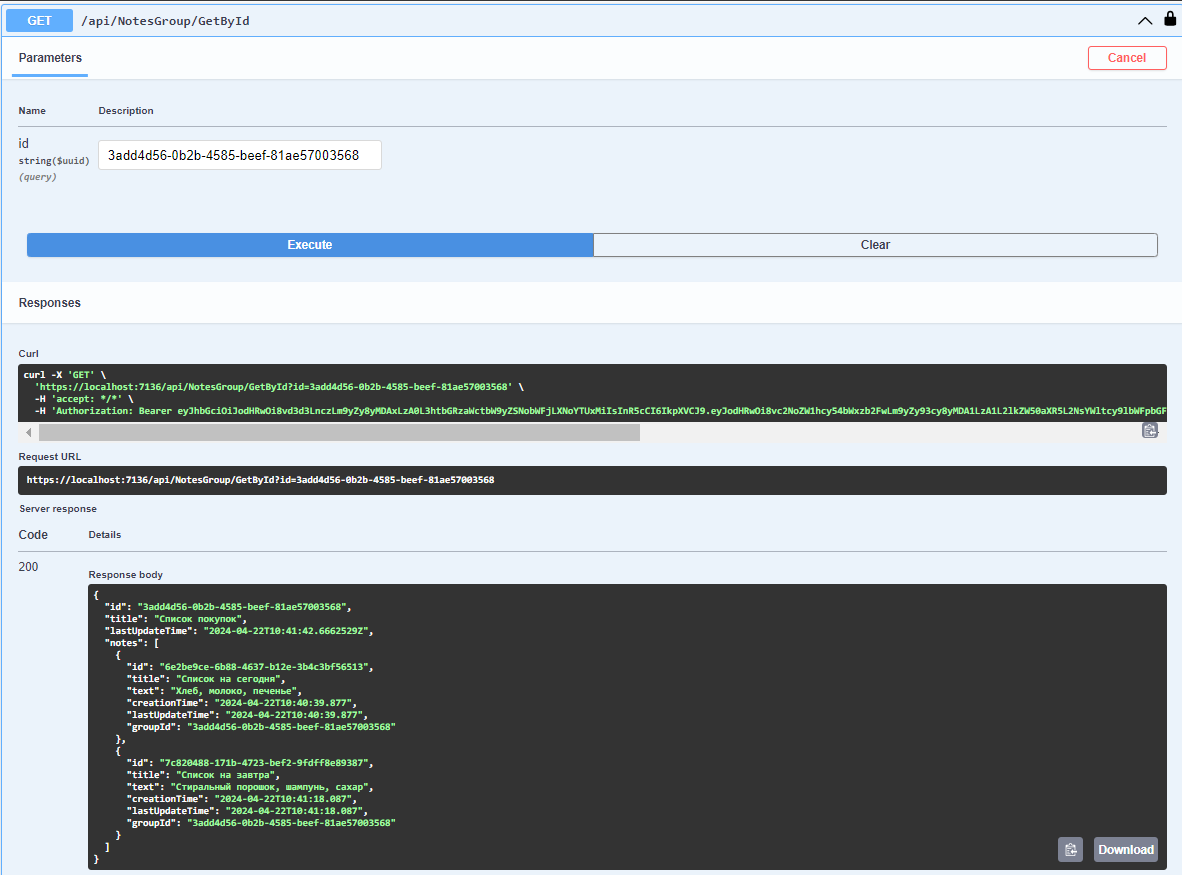 GET /api/NotesGroup/GetById
Parameters
Cancel
Name Description
id
string($uuid)
(query)
3add4d56-0b2b-4585-beef-81ae57003568
Execute
Clear
Responses
Curl
curl -X 'GET' \
'https://localhost:7136/api/NotesGroup/GetById?id=3add4d56-0b2b-4585-beef-81ae57003568' \
-H 'accept: */*' \
-H 'Authorization: Bearer eyJhbGciOiJodHRwOi8vd3d3LnczLm9yZy8yMDAxLzA0L3htbGRzaWctbW9yZSNobWFjLXNoYTUxMiIsInR5cCI6IkpXVCJ9.eyJodHRwOi8vc2NoZW1hcy54bWxzb2FwLm9yZy93cy8yMDA1LzA1L2lkZW50aXR5L2NsYWltcy9lbWFpbGF
Request URL
https://localhost:7136/api/NotesGroup/GetById?id=3add4d56-0b2b-4585-beef-81ae57003568
Server response
Code Details
200
Response body
{
"id": "3add4d56-0b2b-4585-beef-81ae57003568",
"title": "Список покупок",
"lastUpdateTime": "2024-04-22T10:41:42.6662529Z",
"notes": [
{
"id": "6e2be9ce-6b88-4637-b12e-3b4c3bf56513",
"title": "Список на сегодня",
"text": "Хлеб, молоко, печенье",
"creationTime": "2024-04-22T10:40:39.877",
"lastUpdateTime": "2024-04-22T10:40:39.877",
"groupId": "3add4d56-0b2b-4585-beef-81ae57003568"
},
{
"id": "7c820488-171b-4723-bef2-9fdff8e89387",
"title": "Список на завтра",
"text": "Стиральный порошок, шампунь, сахар",
"creationTime": "2024-04-22T10:41:18.087",
"lastUpdateTime": "2024-04-22T10:41:18.087",
"groupId": "3add4d56-0b2b-4585-beef-81ae57003568"
}
]
}
Download